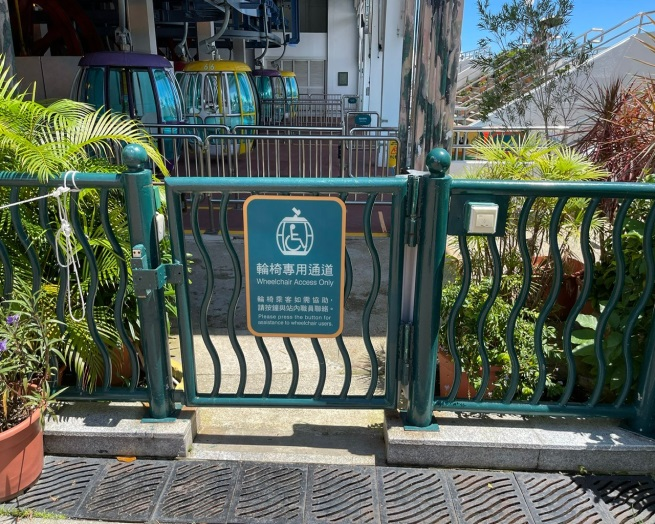 輪椅專用通道
Wheelchair Access Only
輪椅乘客如需協助，
請按鐘與站內職員聯絡。
Please press the button for
assistance to wheelchair users.